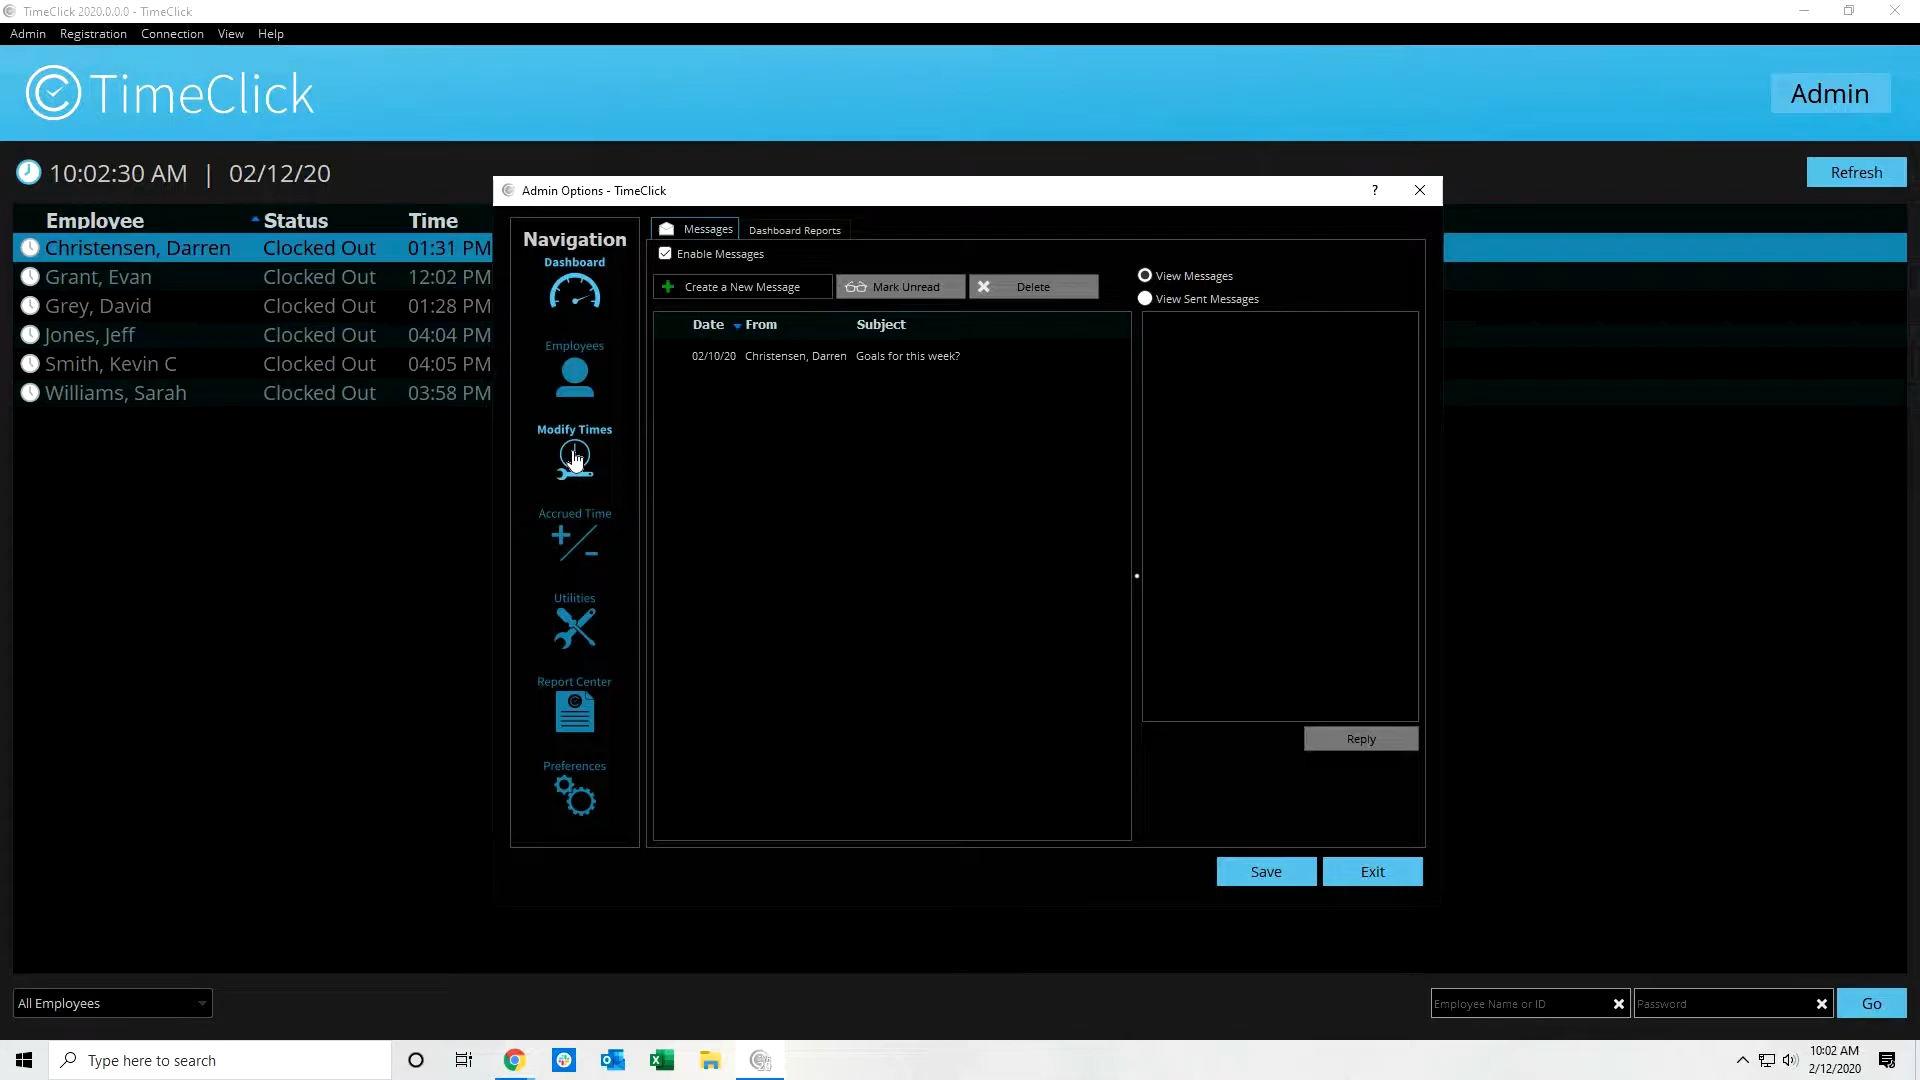 TimeClick 2020.0.0.0 - TimeClick
Admin Registration Connection View Help
TimeClick
Admin
10:02:30 AM | 02/12/20
Refresh
Employee Status Time
Christensen, Darren Clocked Out 01:31 PM
Grant, Evan Clocked Out 12:02 PM
Grey, David Clocked Out 01:28 PM
Jones, Jeff Clocked Out 04:04 PM
Smith, Kevin C Clocked Out 04:05 PM
Williams, Sarah Clocked Out 03:58 PM
Admin Options - TimeClick
?
Navigation
Dashboard
Employees
Modify Times
Accrued Time
Utilities
Report Center
Preferences
Messages Dashboard Reports
Enable Messages
Create a New Message Mark Unread Delete
View Messages
View Sent Messages
Date From Subject
02/10/20 Christensen, Darren Goals for this week?
Reply
Save Exit
All Employees
Employee Name or ID Password Go
Type here to search
10:02 AM
2/12/2020